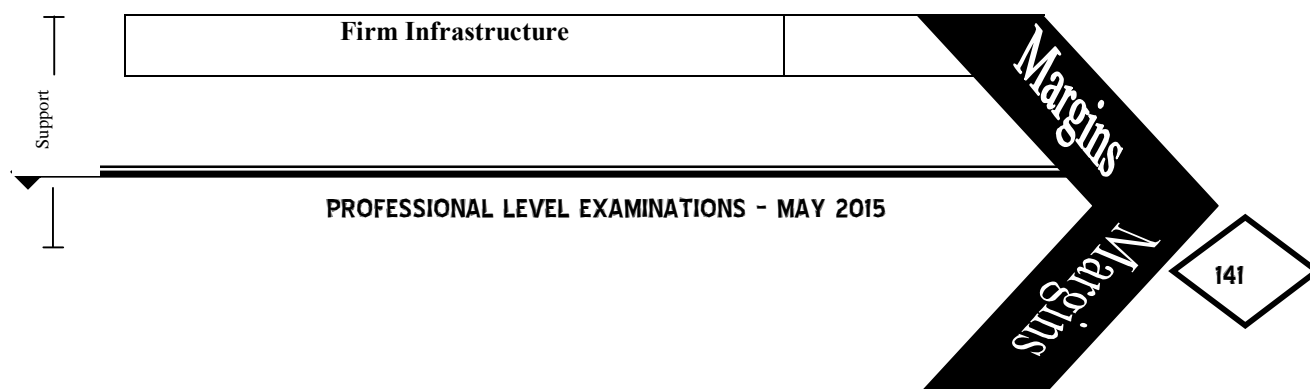 Firm Infrastructure
Margins
Support
PROFESSIONAL LEVEL EXAMINATIONS - MAY 2015
Margins
141